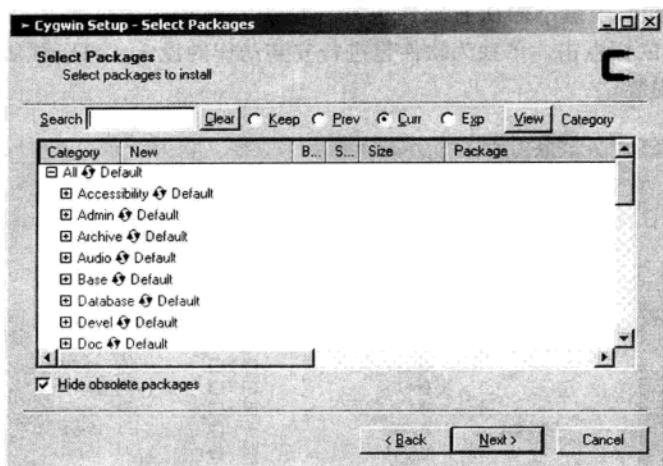 Cygwin Setup - Select Packages
Select Packages
Select packages to install
Search Clear Keep Prev Curr Exp View Category
Category New B... S... Size Package
All Default
Accessibility Default
Admin Default
Archive Default
Audio Default
Base Default
Database Default
Devel Default
Doc Default
Hide obsolete packages
< Back Next > Cancel